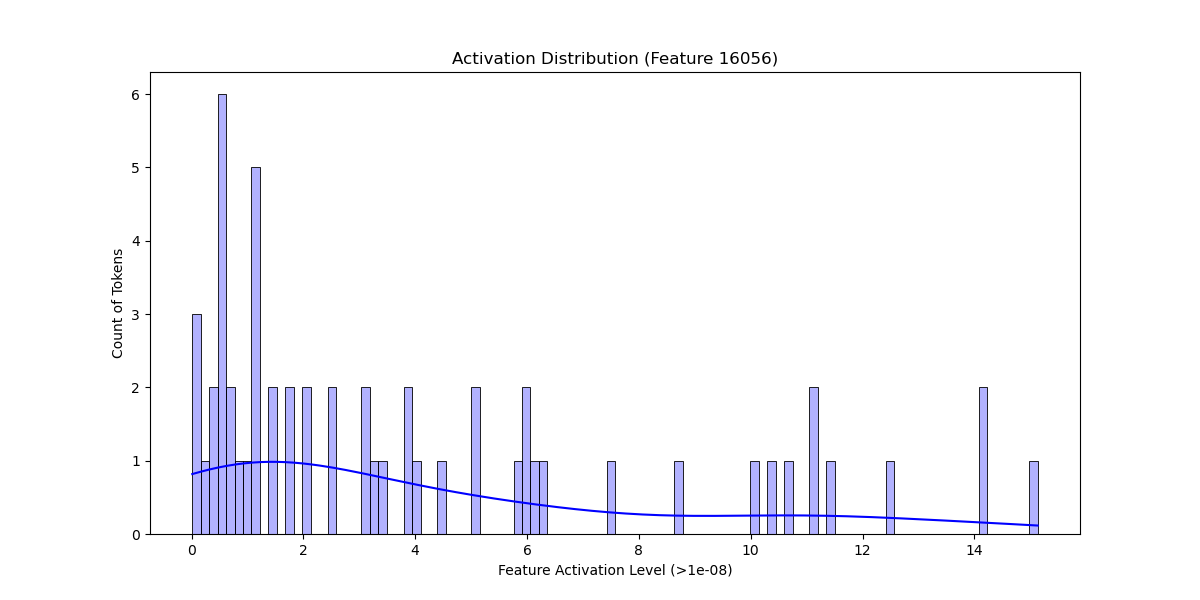 Activation Distribution (Feature 16056)
6
5
4
3
2
1
0
Count of Tokens
0 2 4 6 8 10 12 14
Feature Activation Level (>1e-08)